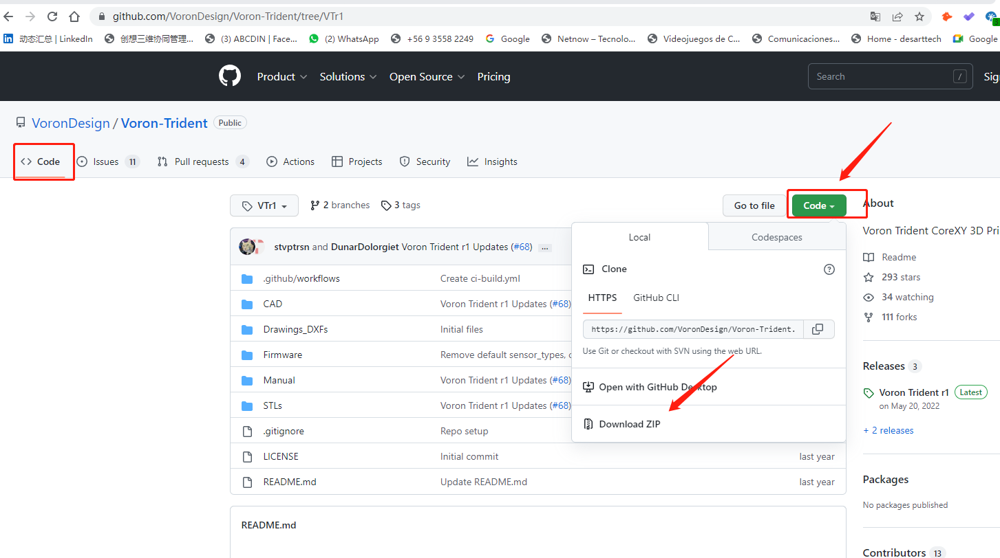 github.com/VoronDesign/Voron-Trident/tree/VTr1
动态汇总 | LinkedIn 创想三维协同管理... (3) ABCDIN | Face... (2) WhatsApp +56 9 3558 2249 Google Netnow – Tecnolo... Videojuegos de C... Comunicaciones... Home - desarttech Google
Product Solutions Open Source Pricing Search / Sig
VoronDesign / Voron-Trident Public
Code Issues 11 Pull requests 4 Actions Projects Security Insights
VTr1 2 branches 3 tags Go to file Code
stvptrsn and DunarDolorgiet Voron Trident r1 Updates (#68) ...
.github/workflows Create ci-build.yml
CAD Voron Trident r1 Updates (#68)
Drawings_DXFs Initial files
Firmware Remove default sensor_types, c
Manual Voron Trident r1 Updates (#68)
STLs Voron Trident r1 Updates (#68)
.gitignore Repo setup
LICENSE Initial commit last year
README.md Update README.md last year
README.md
Local Codespaces
Clone
HTTPS GitHub CLI
https://github.com/VoronDesign/Voron-Trident.
Use Git or checkout with SVN using the web URL.
Open with GitHub Desktop
Download ZIP
About
Voron Trident CoreXY 3D Pri
Readme
293 stars
34 watching
111 forks
Releases 3
Voron Trident r1 Latest
on May 20, 2022
+ 2 releases
Packages
No packages published
Contributors 13